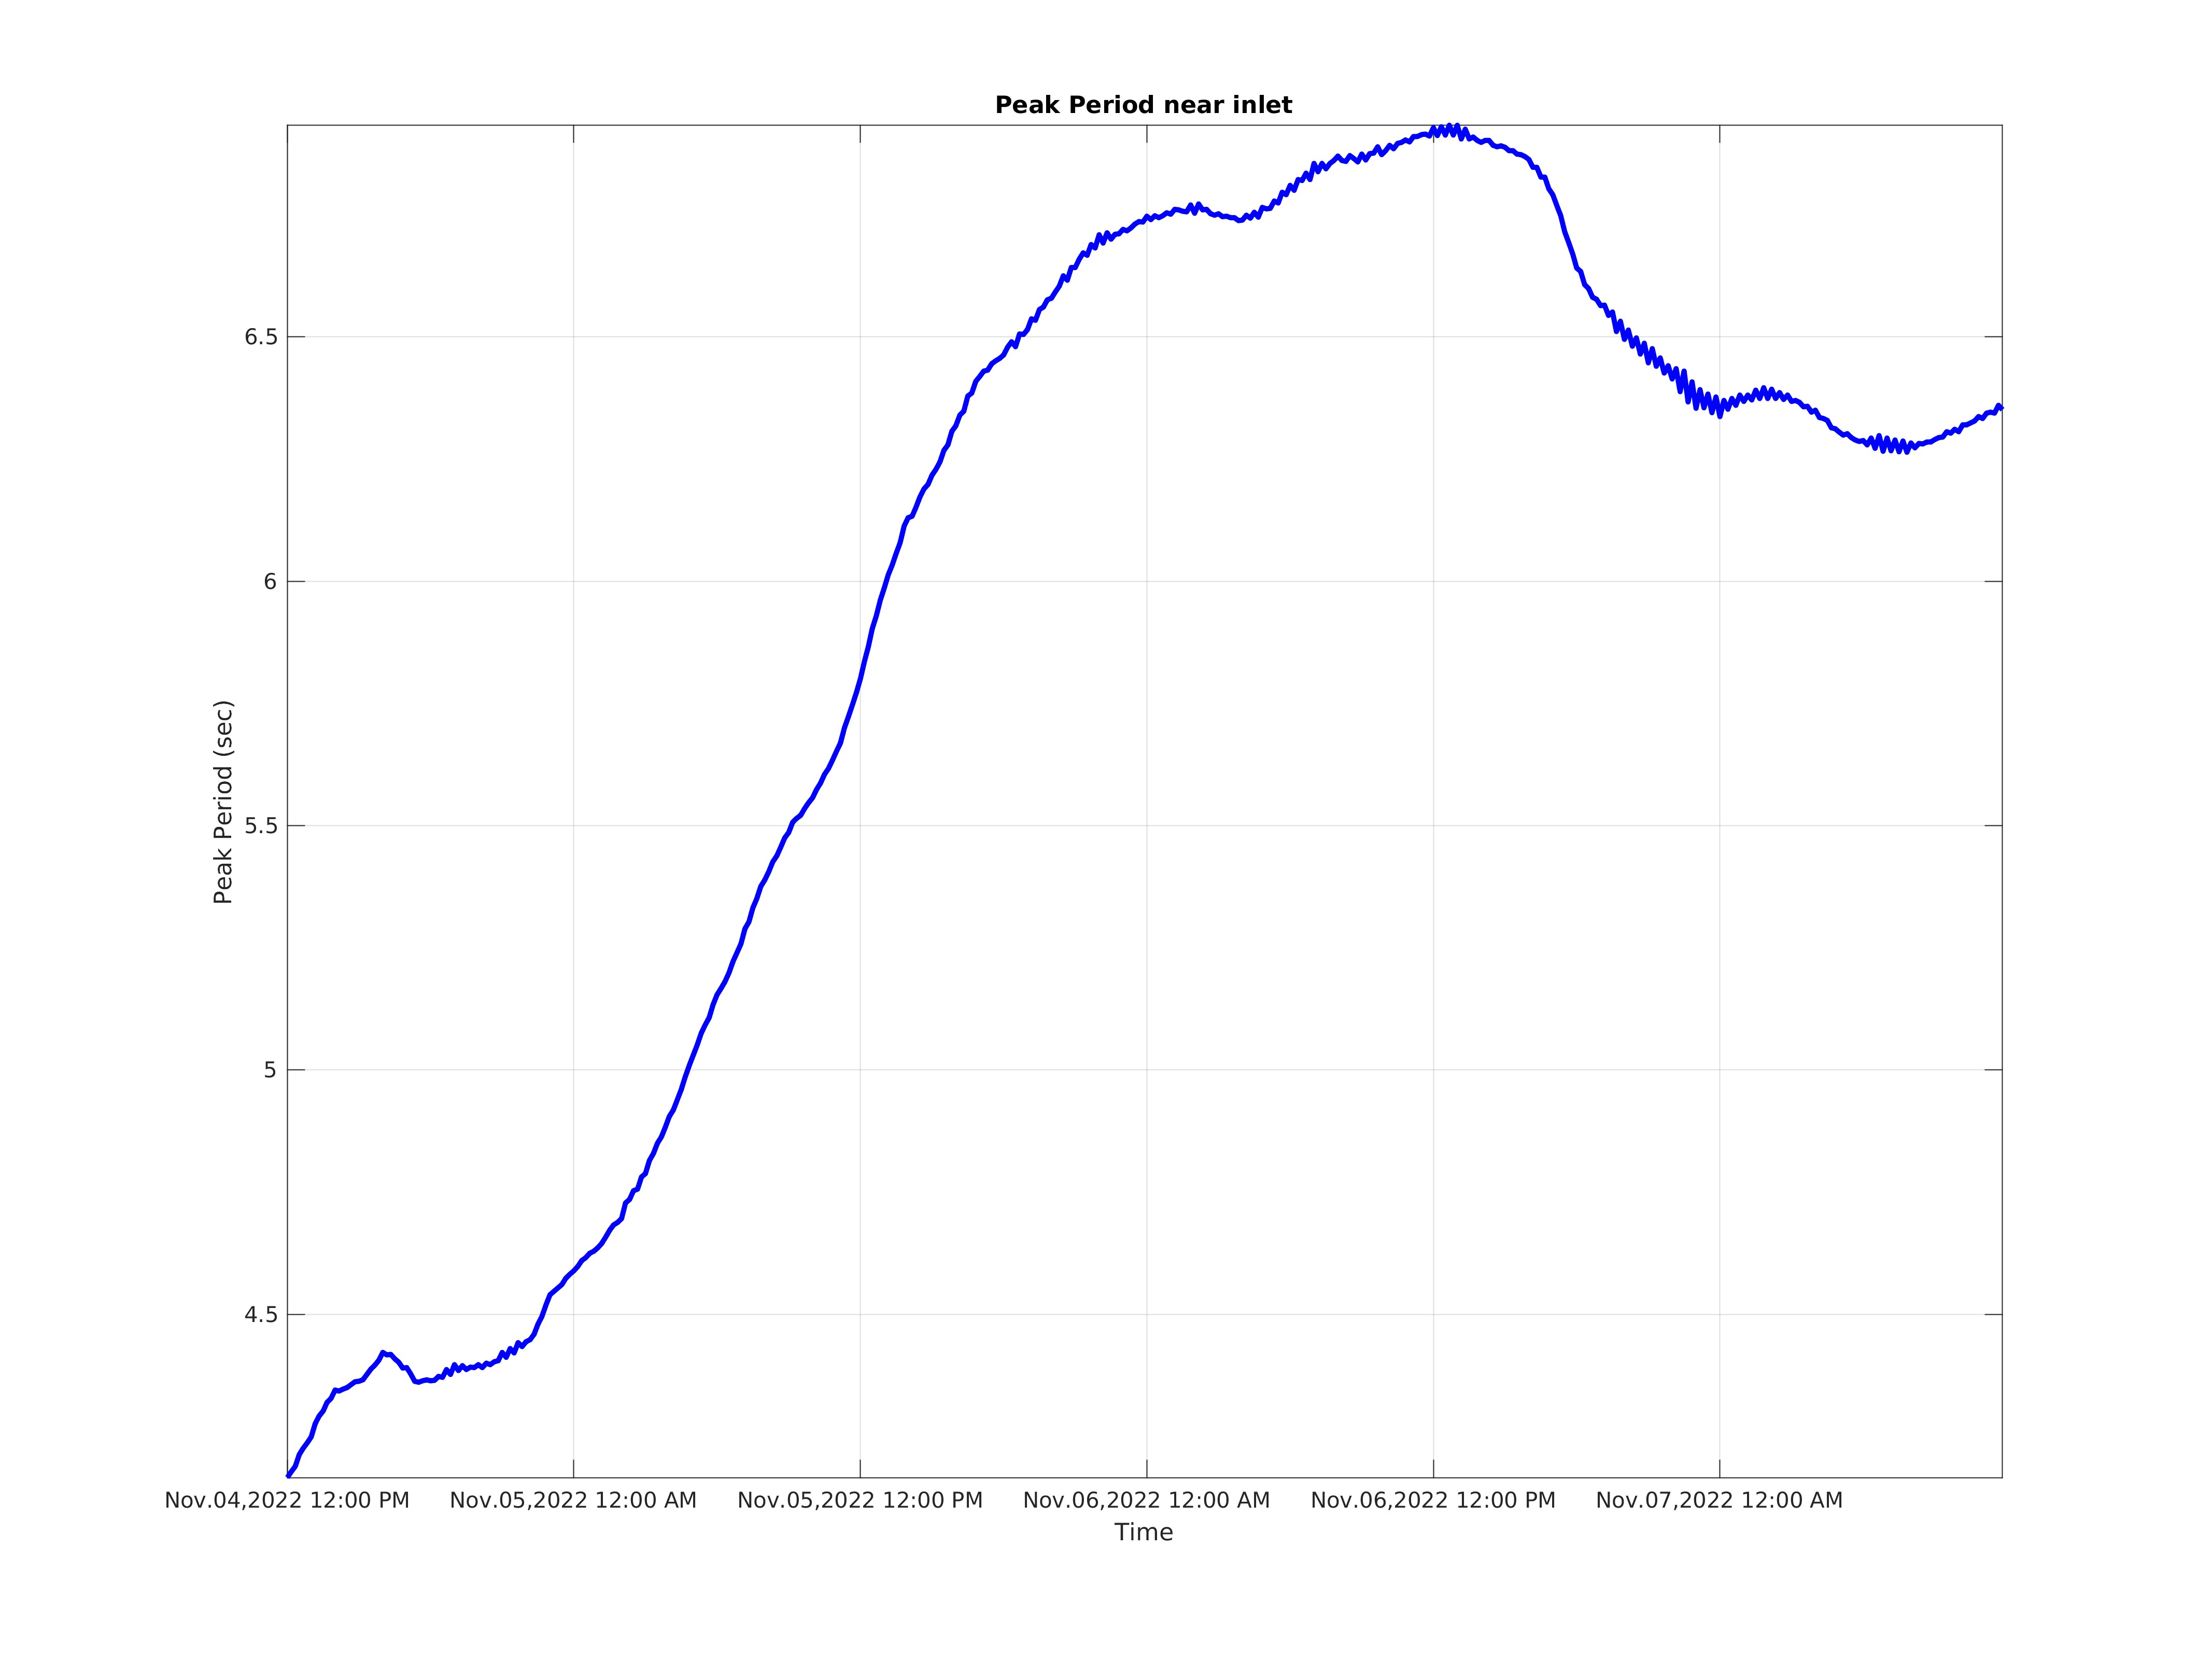 Peak Period near inlet
Peak Period (sec)
6.5
6
5.5
5
4.5
Nov.04,2022 12:00 PM Nov.05,2022 12:00 AM Nov.05,2022 12:00 PM Nov.06,2022 12:00 AM Nov.06,2022 12:00 PM Nov.07,2022 12:00 AM
Time